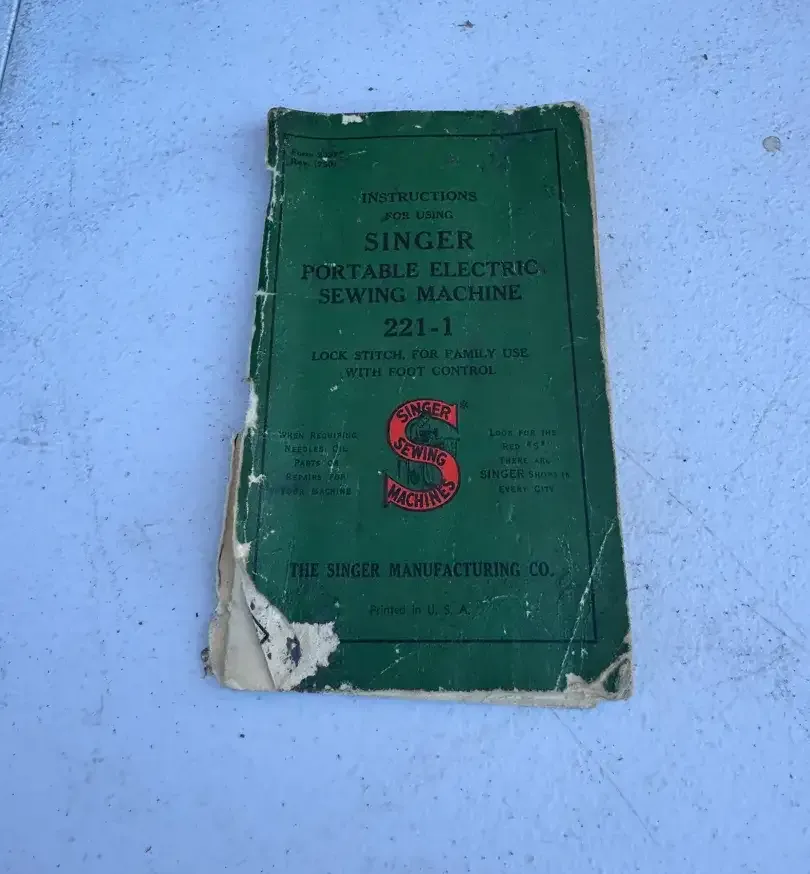 INSTRUCTIONS
FOR USING
SINGER
PORTABLE ELECTRIC
SEWING MACHINE
221-1
LOCK STITCH, FOR FAMILY USE
WITH FOOT CONTROL
WHEN REQUIRING
NEEDLES, OIL
PARTS OR
REPAIRS FOR
YOUR MACHINE
SINGER
SEWING
MACHINES
LOOK FOR THE
RED "S"
THERE ARE
SINGER SHOPS IN
EVERY CITY
THE SINGER MANUFACTURING CO.
Printed in U. S. A.